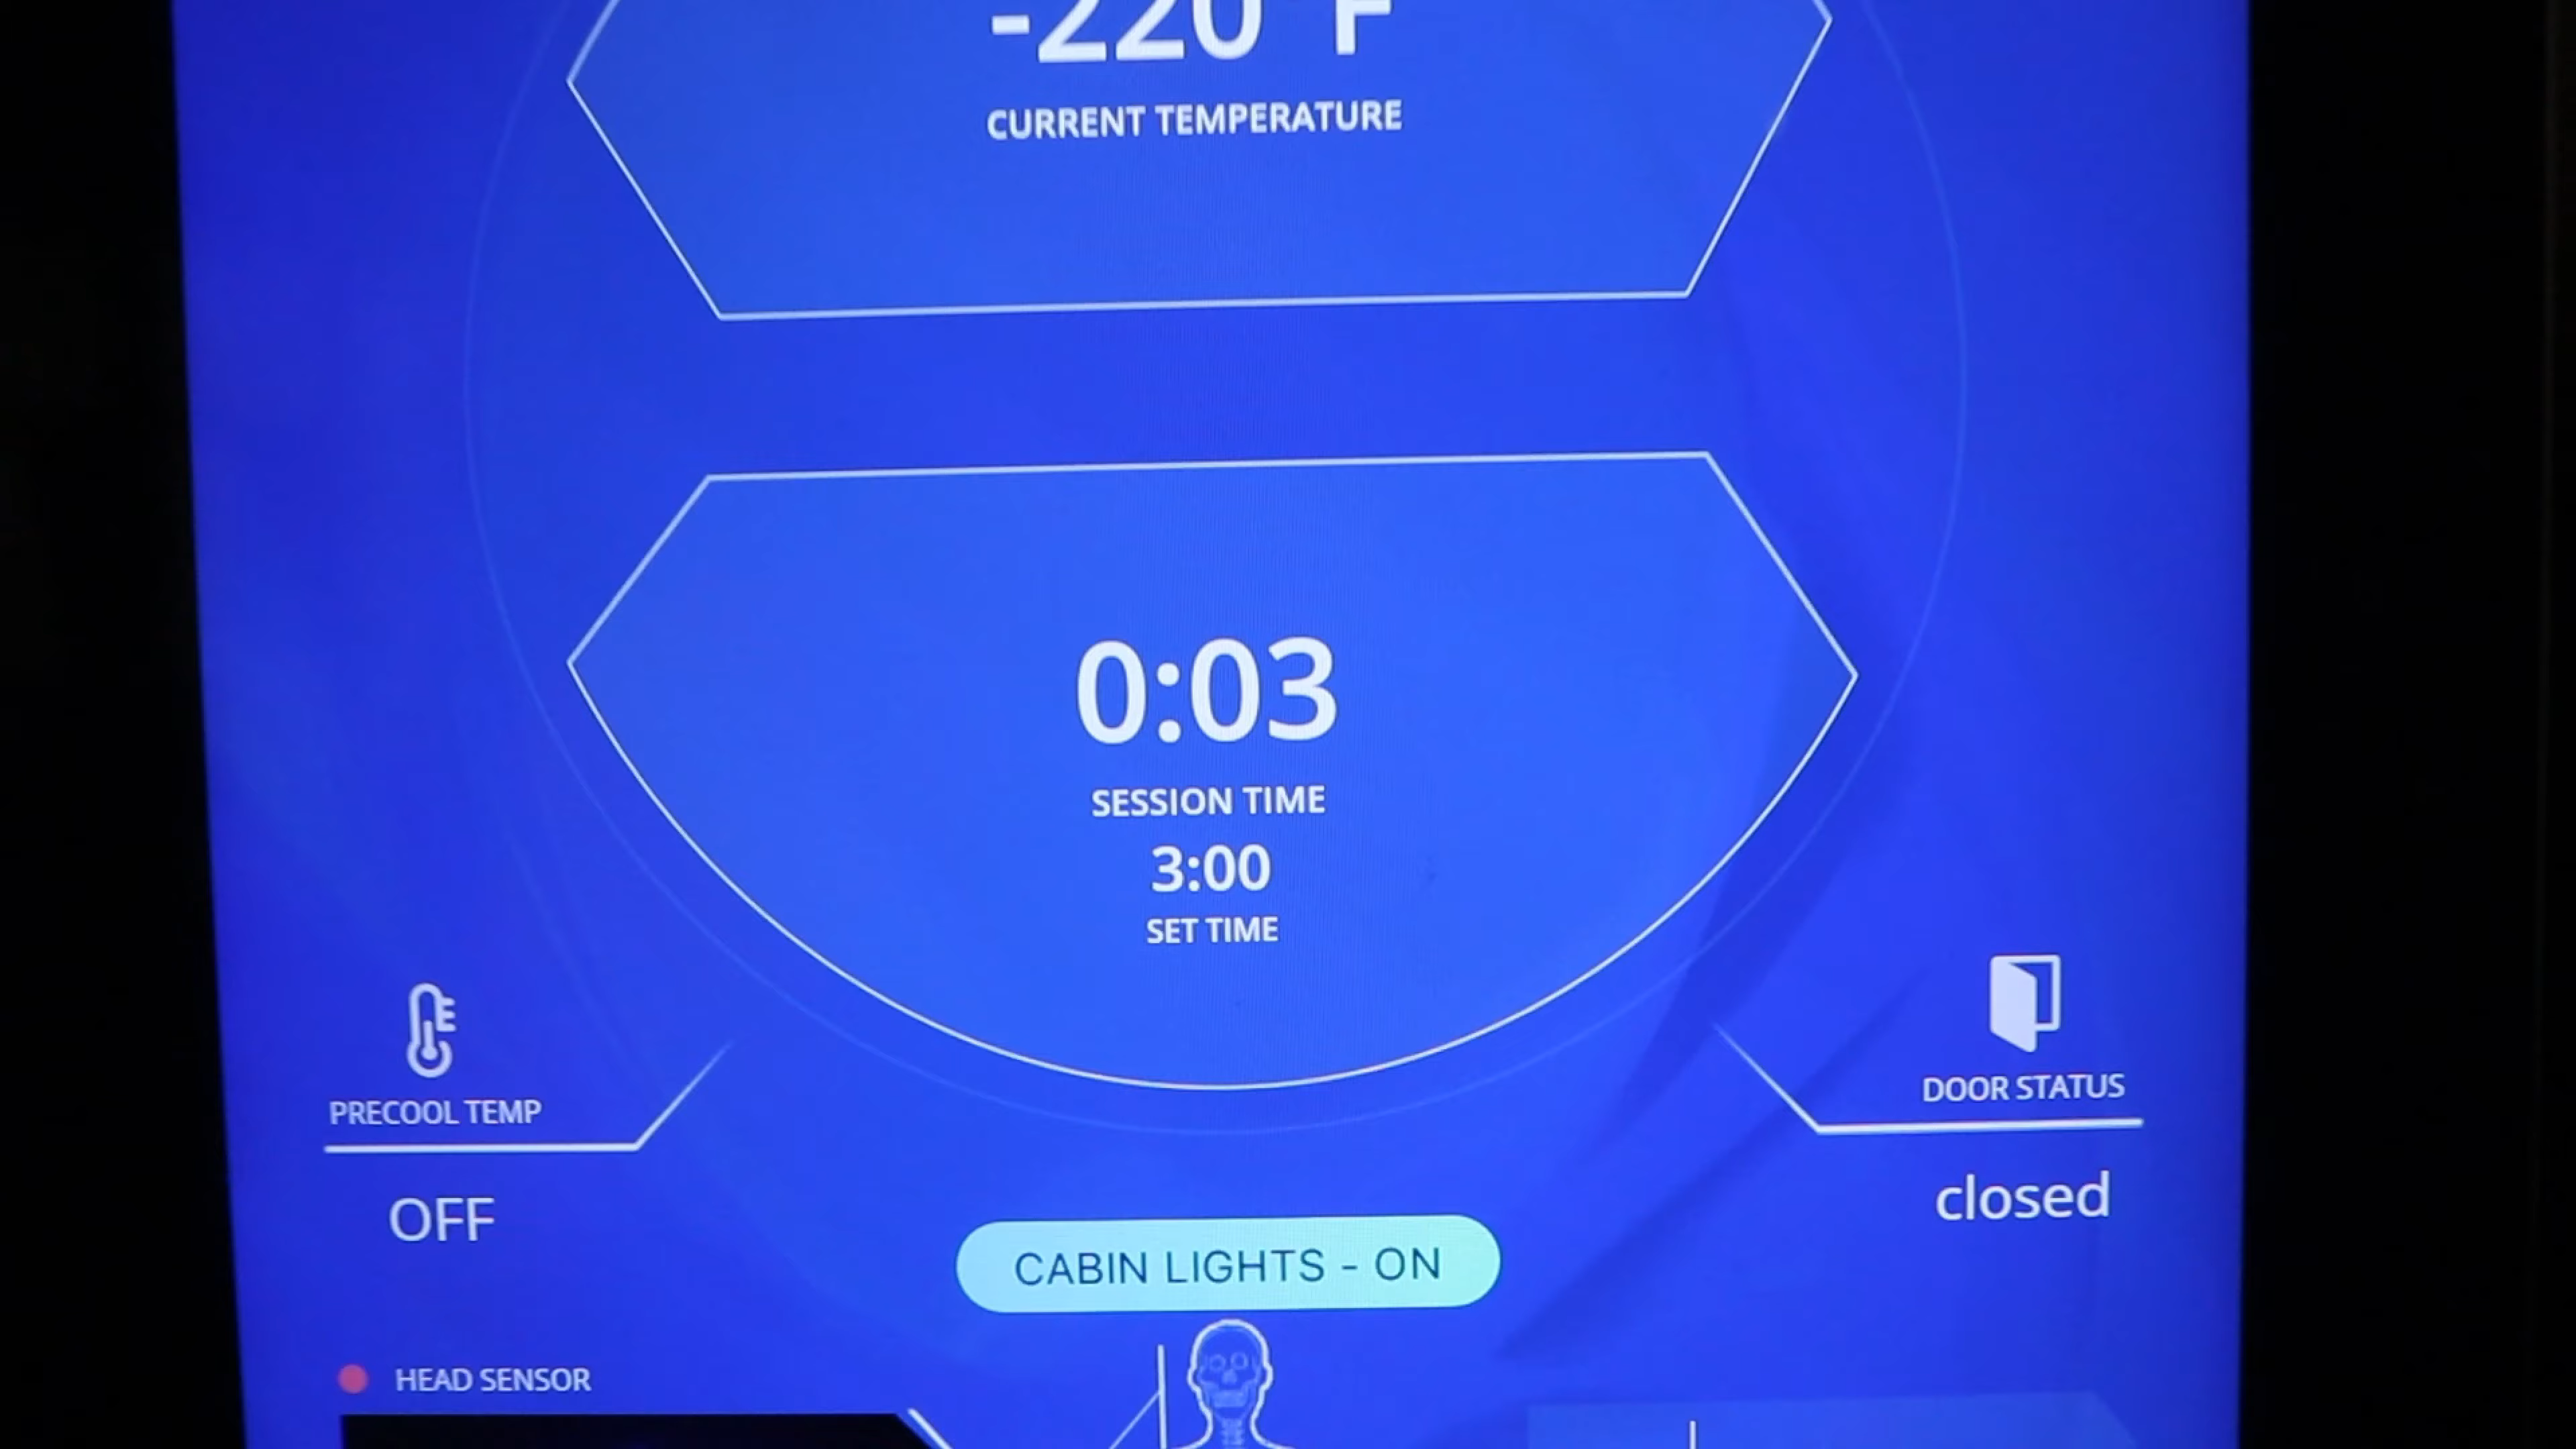 -220°F
CURRENT TEMPERATURE
0:03
SESSION TIME
3:00
SET TIME
PRECOOL TEMP
OFF
DOOR STATUS
closed
CABIN LIGHTS - ON
HEAD SENSOR